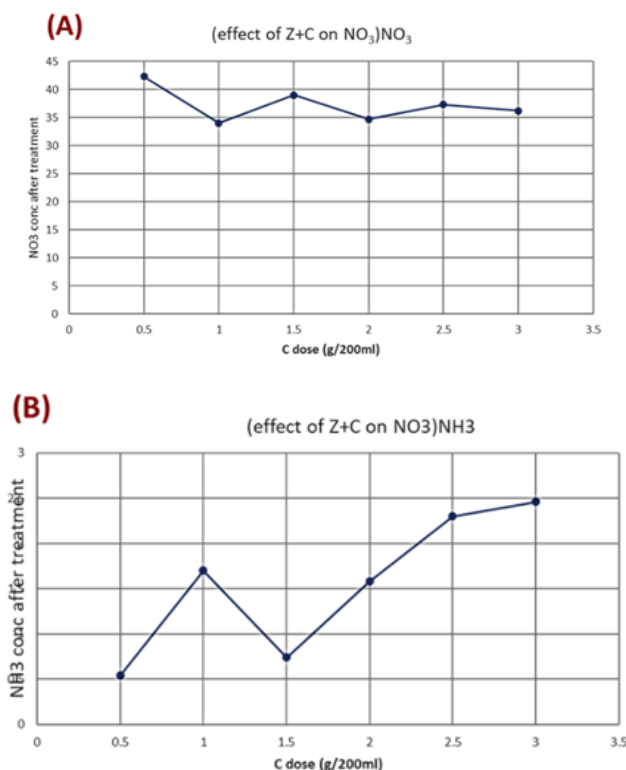 (A)
(effect of Z+C on NO₃)NO₃
45
40
35
30
25
20
15
10
5
0
NO3 conc after treatment
0 0.5 1 1.5 2 2.5 3 3.5
C dose (g/200ml)
(B)
(effect of Z+C on NO3)NH3
3
0
NH3 conc after treatment
0 0.5 1 1.5 2 2.5 3 3.5
C dose (g/200ml)